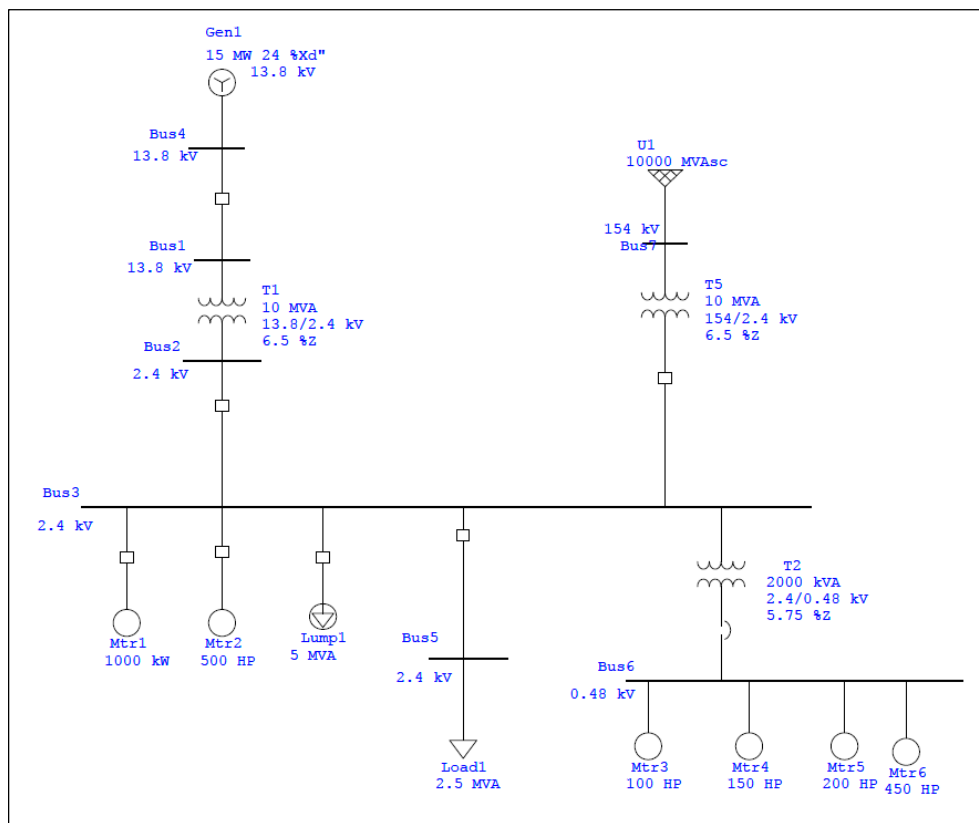 Gen1
15 MW 24 %Xd"
13.8 kV
Bus4
13.8 kV
U1
10000 MVAsc
154 kV
Bus7
Bus1
13.8 kV
T1
10 MVA
13.8/2.4 kV
6.5 %Z
T5
10 MVA
154/2.4 kV
6.5 %Z
Bus2
2.4 kV
Bus3
2.4 kV
T2
2000 kVA
2.4/0.48 kV
5.75 %Z
Mtr1
1000 kW
Mtr2
500 HP
Lump1
5 MVA
Bus5
2.4 kV
Bus6
0.48 kV
Load1
2.5 MVA
Mtr3
100 HP
Mtr4
150 HP
Mtr5
200 HP
Mtr6
450 HP